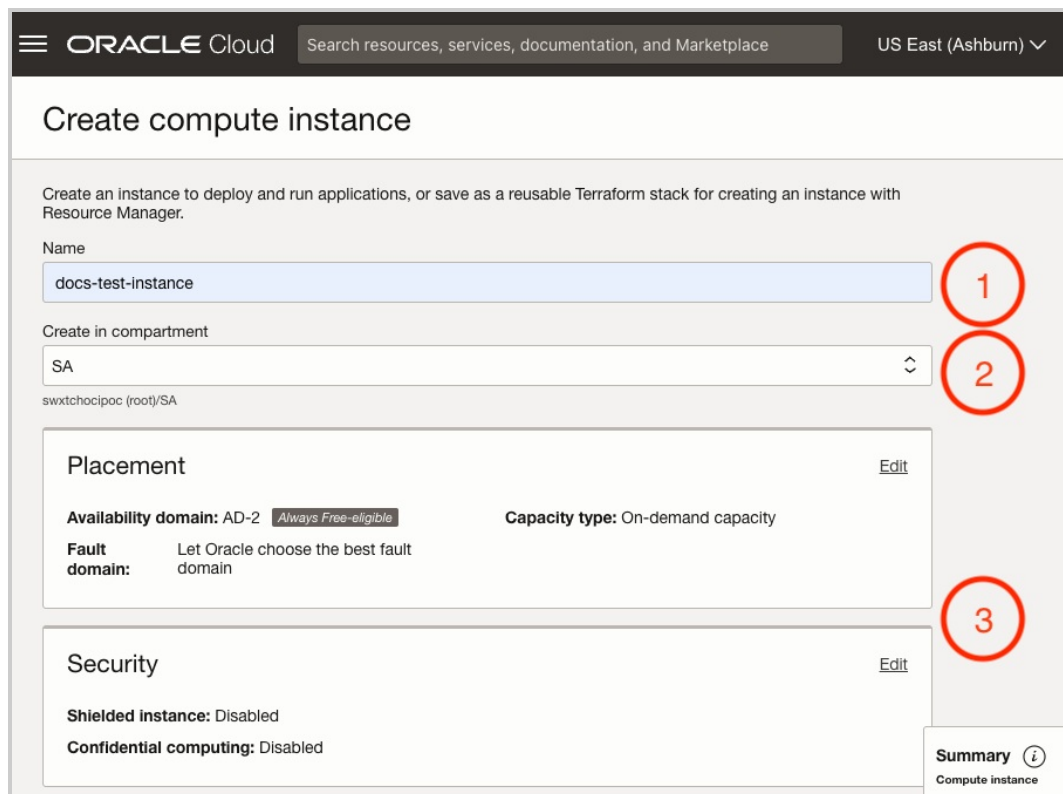 ORACLE Cloud
Search resources, services, documentation, and Marketplace
US East (Ashburn)
Create compute instance
Create an instance to deploy and run applications, or save as a reusable Terraform stack for creating an instance with
Resource Manager.
Name
docs-test-instance
1
Create in compartment
SA
2
swxtchocipoc (root)/SA
Placement
Edit
Availability domain: AD-2 Always Free-eligible
Capacity type: On-demand capacity
Fault domain: Let Oracle choose the best fault domain
3
Security
Edit
Shielded instance: Disabled
Confidential computing: Disabled
Summary
Compute instance